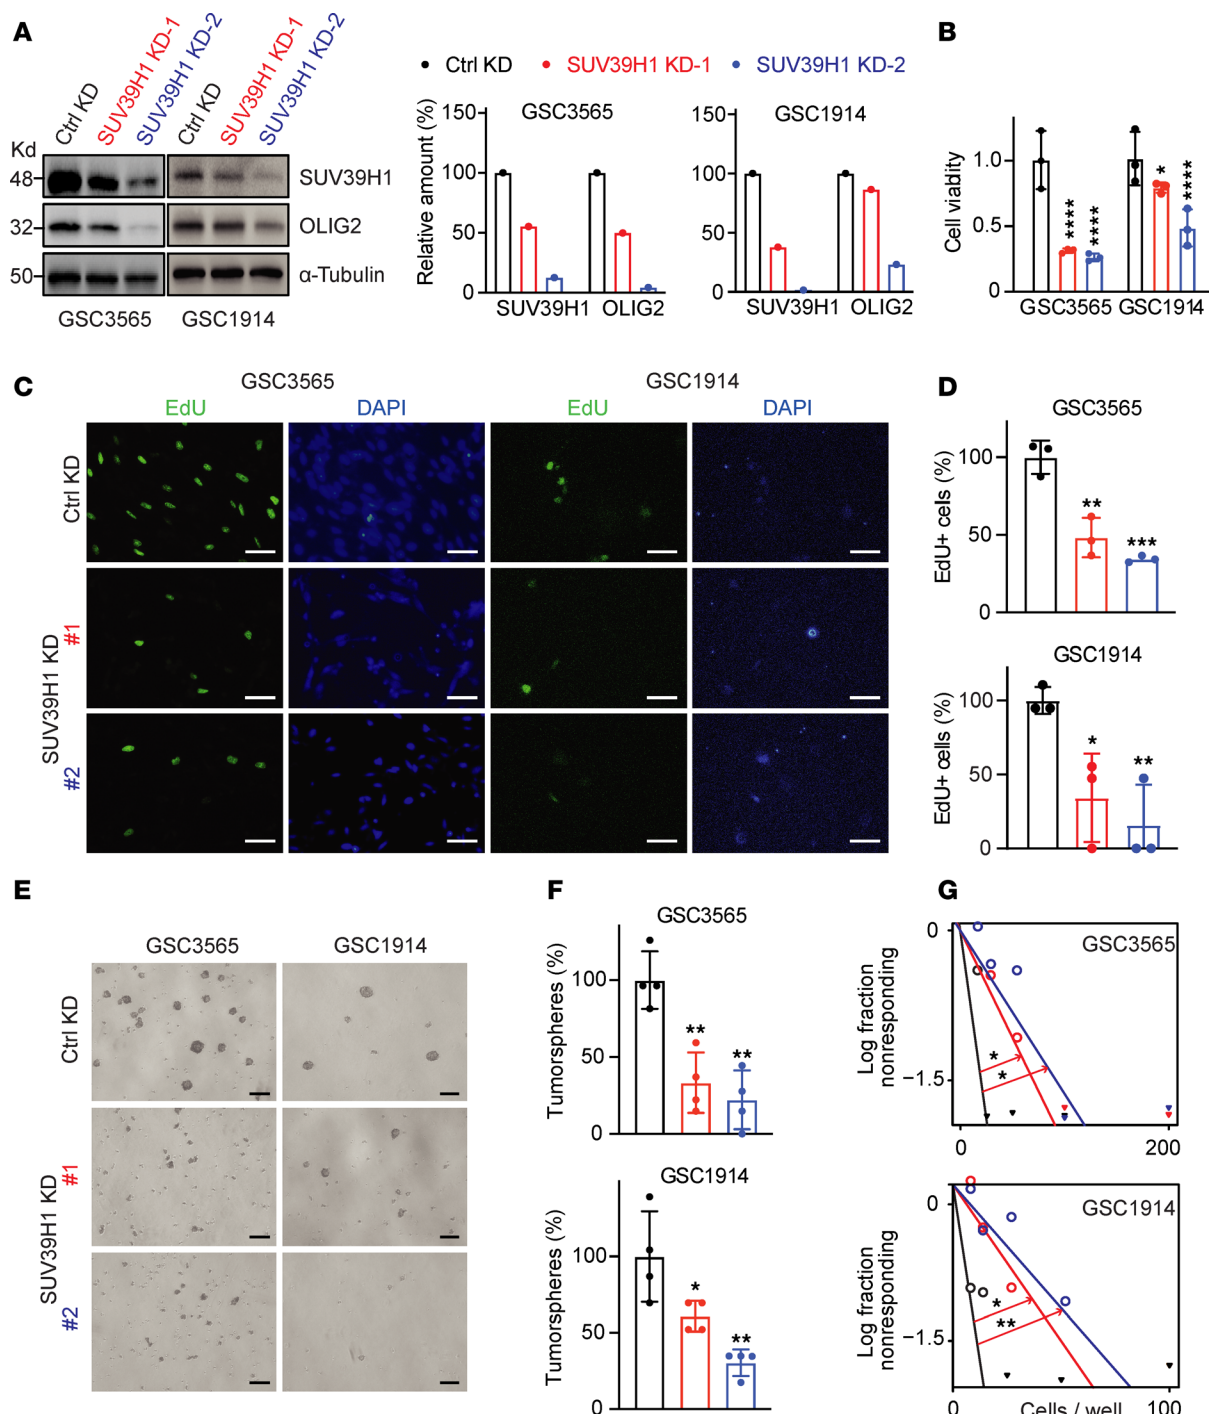 A
Ctrl KD
SUV39H1 KD-1
SUV39H1 KD-2
Ctrl KD
SUV39H1 KD-1
SUV39H1 KD-2
Kd
48
SUV39H1
32
OLIG2
50
α-Tubulin
GSC3565 GSC1914
Ctrl KD SUV39H1 KD-1 SUV39H1 KD-2
Relative amount (%)
GSC3565
150
100
50
0
SUV39H1 OLIG2
GSC1914
150
100
50
0
SUV39H1 OLIG2
B
Cell viability
1.0
0.5
0
****
****
*
****
GSC3565 GSC1914
C
GSC3565 GSC1914
EdU DAPI EdU DAPI
Ctrl KD
SUV39H1 KD
#1
#2
D
GSC3565
EdU+ cells (%)
100
50
0
**
***
GSC1914
EdU+ cells (%)
100
50
0
*
**
E
GSC3565 GSC1914
Ctrl KD
SUV39H1 KD
#1
#2
F
GSC3565
Tumorspheres (%)
100
50
0
**
**
GSC1914
Tumorspheres (%)
100
50
0
*
**
G
GSC3565
Log fraction
nonresponding
0
−1.5
*
*
0 200
GSC1914
Log fraction
nonresponding
0
−1.5
*
**
0 100
Cells / well